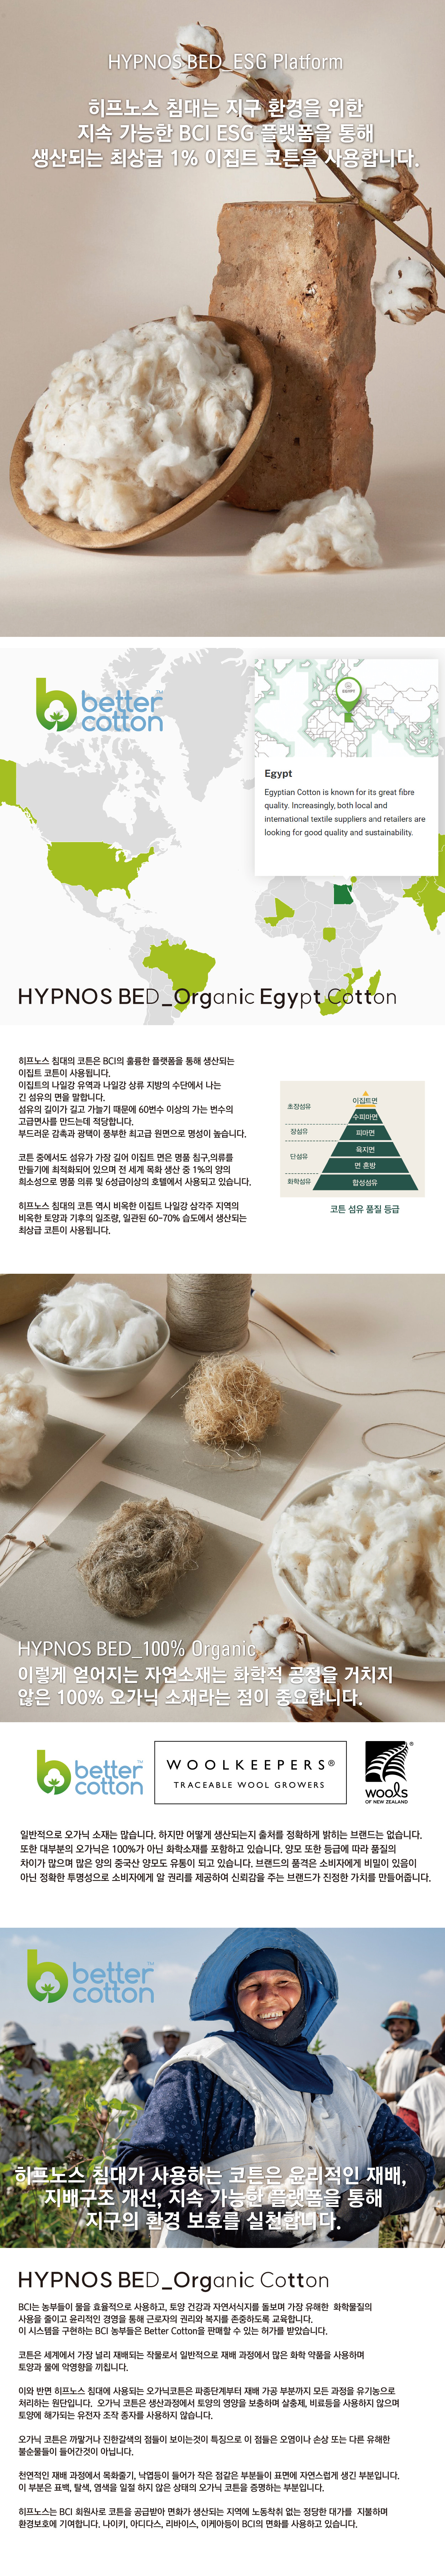 HYPNOS BED_ESG Platform
히프노스 침대는 지구 환경을 위한
지속 가능한 BCI ESG 플랫폼을 통해
생산되는 최상급 1% 이집트 코튼을 사용합니다.
better
cotton
TM
EGYPT
Egypt
Egyptian Cotton is known for its great fibre
quality. Increasingly, both local and
international textile suppliers and retailers are
looking for good quality and sustainability.
HYPNOS BED_Organic Egypt Cotton
히프노스 침대의 코튼은 BCI의 훌륭한 플랫폼을 통해 생산되는
이집트 코튼이 사용됩니다.
이집트의 나일강 유역과 나일강 상류 지방의 수단에서 나는
긴 섬유의 면을 말합니다.
섬유의 길이가 길고 가늘기 때문에 60번수 이상의 가는 변수의
고급면사를 만드는데 적당합니다.
부드러운 감촉과 광택이 풍부한 최고급 원면으로 명성이 높습니다.
코튼 중에서도 섬유가 가장 길어 이집트 면은 명품 침구,의류를
만들기에 최적화되어 있으며 전 세계 목화 생산 중 1%의 양의
희소성으로 명품 의류 및 6성급이상의 호텔에서 사용되고 있습니다.
히프노스 침대의 코튼 역시 비옥한 이집트 나일강 삼각주 지역의
비옥한 토양과 기후의 일조량, 일관된 60-70% 습도에서 생산되는
최상급 코튼이 사용됩니다.
초장섬유
장섬유
단섬유
화학섬유
이집트면
수피마면
피마면
육지면
면 혼방
합성섬유
코튼 섬유 품질 등급
HYPNOS BED_100% Organic
이렇게 얻어지는 자연소재는 화학적 공정을 거치지
않은 100% 오가닉 소재라는 점이 중요합니다.
better
cotton
TM
WOOLKEEPERS®
TRACEABLE WOOL GROWERS
®
wools
OF NEW ZEALAND
일반적으로 오가닉 소재는 많습니다. 하지만 어떻게 생산되는지 출처를 정확하게 밝히는 브랜드는 없습니다.
또한 대부분의 오가닉은 100%가 아닌 화학소재를 포함하고 있습니다. 양모 또한 등급에 따라 품질의
차이가 많으며 많은 양의 중국산 양모도 유통이 되고 있습니다. 브랜드의 품격은 소비자에게 비밀이 있음이
아닌 정확한 투명성으로 소비자에게 알 권리를 제공하여 신뢰감을 주는 브랜드가 진정한 가치를 만들어줍니다.
better
cotton
TM
히프노스 침대가 사용하는 코튼은 윤리적인 재배,
지배구조 개선, 지속 가능한 플랫폼을 통해
지구의 환경 보호를 실천합니다.
HYPNOS BED_Organic Cotton
BCI는 농부들이 물을 효율적으로 사용하고, 토양 건강과 자연서식지를 돌보며 가장 유해한 화학물질의
사용을 줄이고 윤리적인 경영을 통해 근로자의 권리와 복지를 존중하도록 교육합니다.
이 시스템을 구현하는 BCI 농부들은 Better Cotton을 판매할 수 있는 허가를 받았습니다.
코튼은 세계에서 가장 널리 재배되는 작물로서 일반적으로 재배 과정에서 많은 화학 약품을 사용하며
토양과 물에 악영향을 끼칩니다.
이와 반면 히프노스 침대에 사용되는 오가닉코튼은 파종단계부터 재배 가공 부분까지 모든 과정을 유기농으로
처리하는 원단입니다. 오가닉 코튼은 생산과정에서 토양의 영양을 보충하며 살충제, 비료등을 사용하지 않으며
토양에 해가되는 유전자 조작 종자를 사용하지 않습니다.
오가닉 코튼은 까맣거나 진한갈색의 점들이 보이는것이 특징으로 이 점들은 오염이나 손상 또는 다른 유해한
불순물들이 들어간것이 아닙니다.
천연적인 재배 과정에서 목화줄기, 낙엽등이 들어가 작은 점같은 부분들이 표면에 자연스럽게 생긴 부분입니다.
이 부분은 표백, 탈색, 염색을 일절 하지 않은 상태의 오가닉 코튼을 증명하는 부분입니다.
히프노스는 BCI 회원사로 코튼을 공급받아 면화가 생산되는 지역에 노동착취 없는 정당한 대가를 지불하며
환경보호에 기여합니다. 나이키, 아디다스, 리바이스, 이케아등이 BCI의 면화를 사용하고 있습니다.